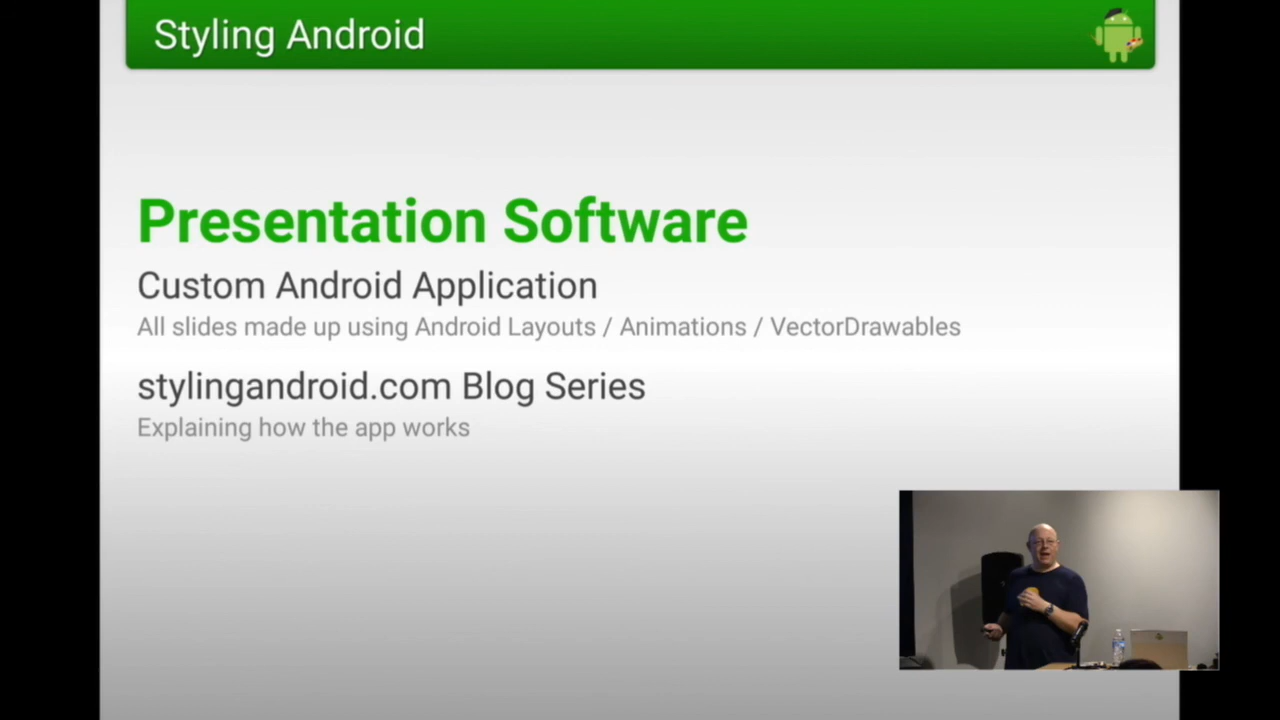 Styling Android
Presentation Software
Custom Android Application
All slides made up using Android Layouts / Animations / VectorDrawables
stylingandroid.com Blog Series
Explaining how the app works